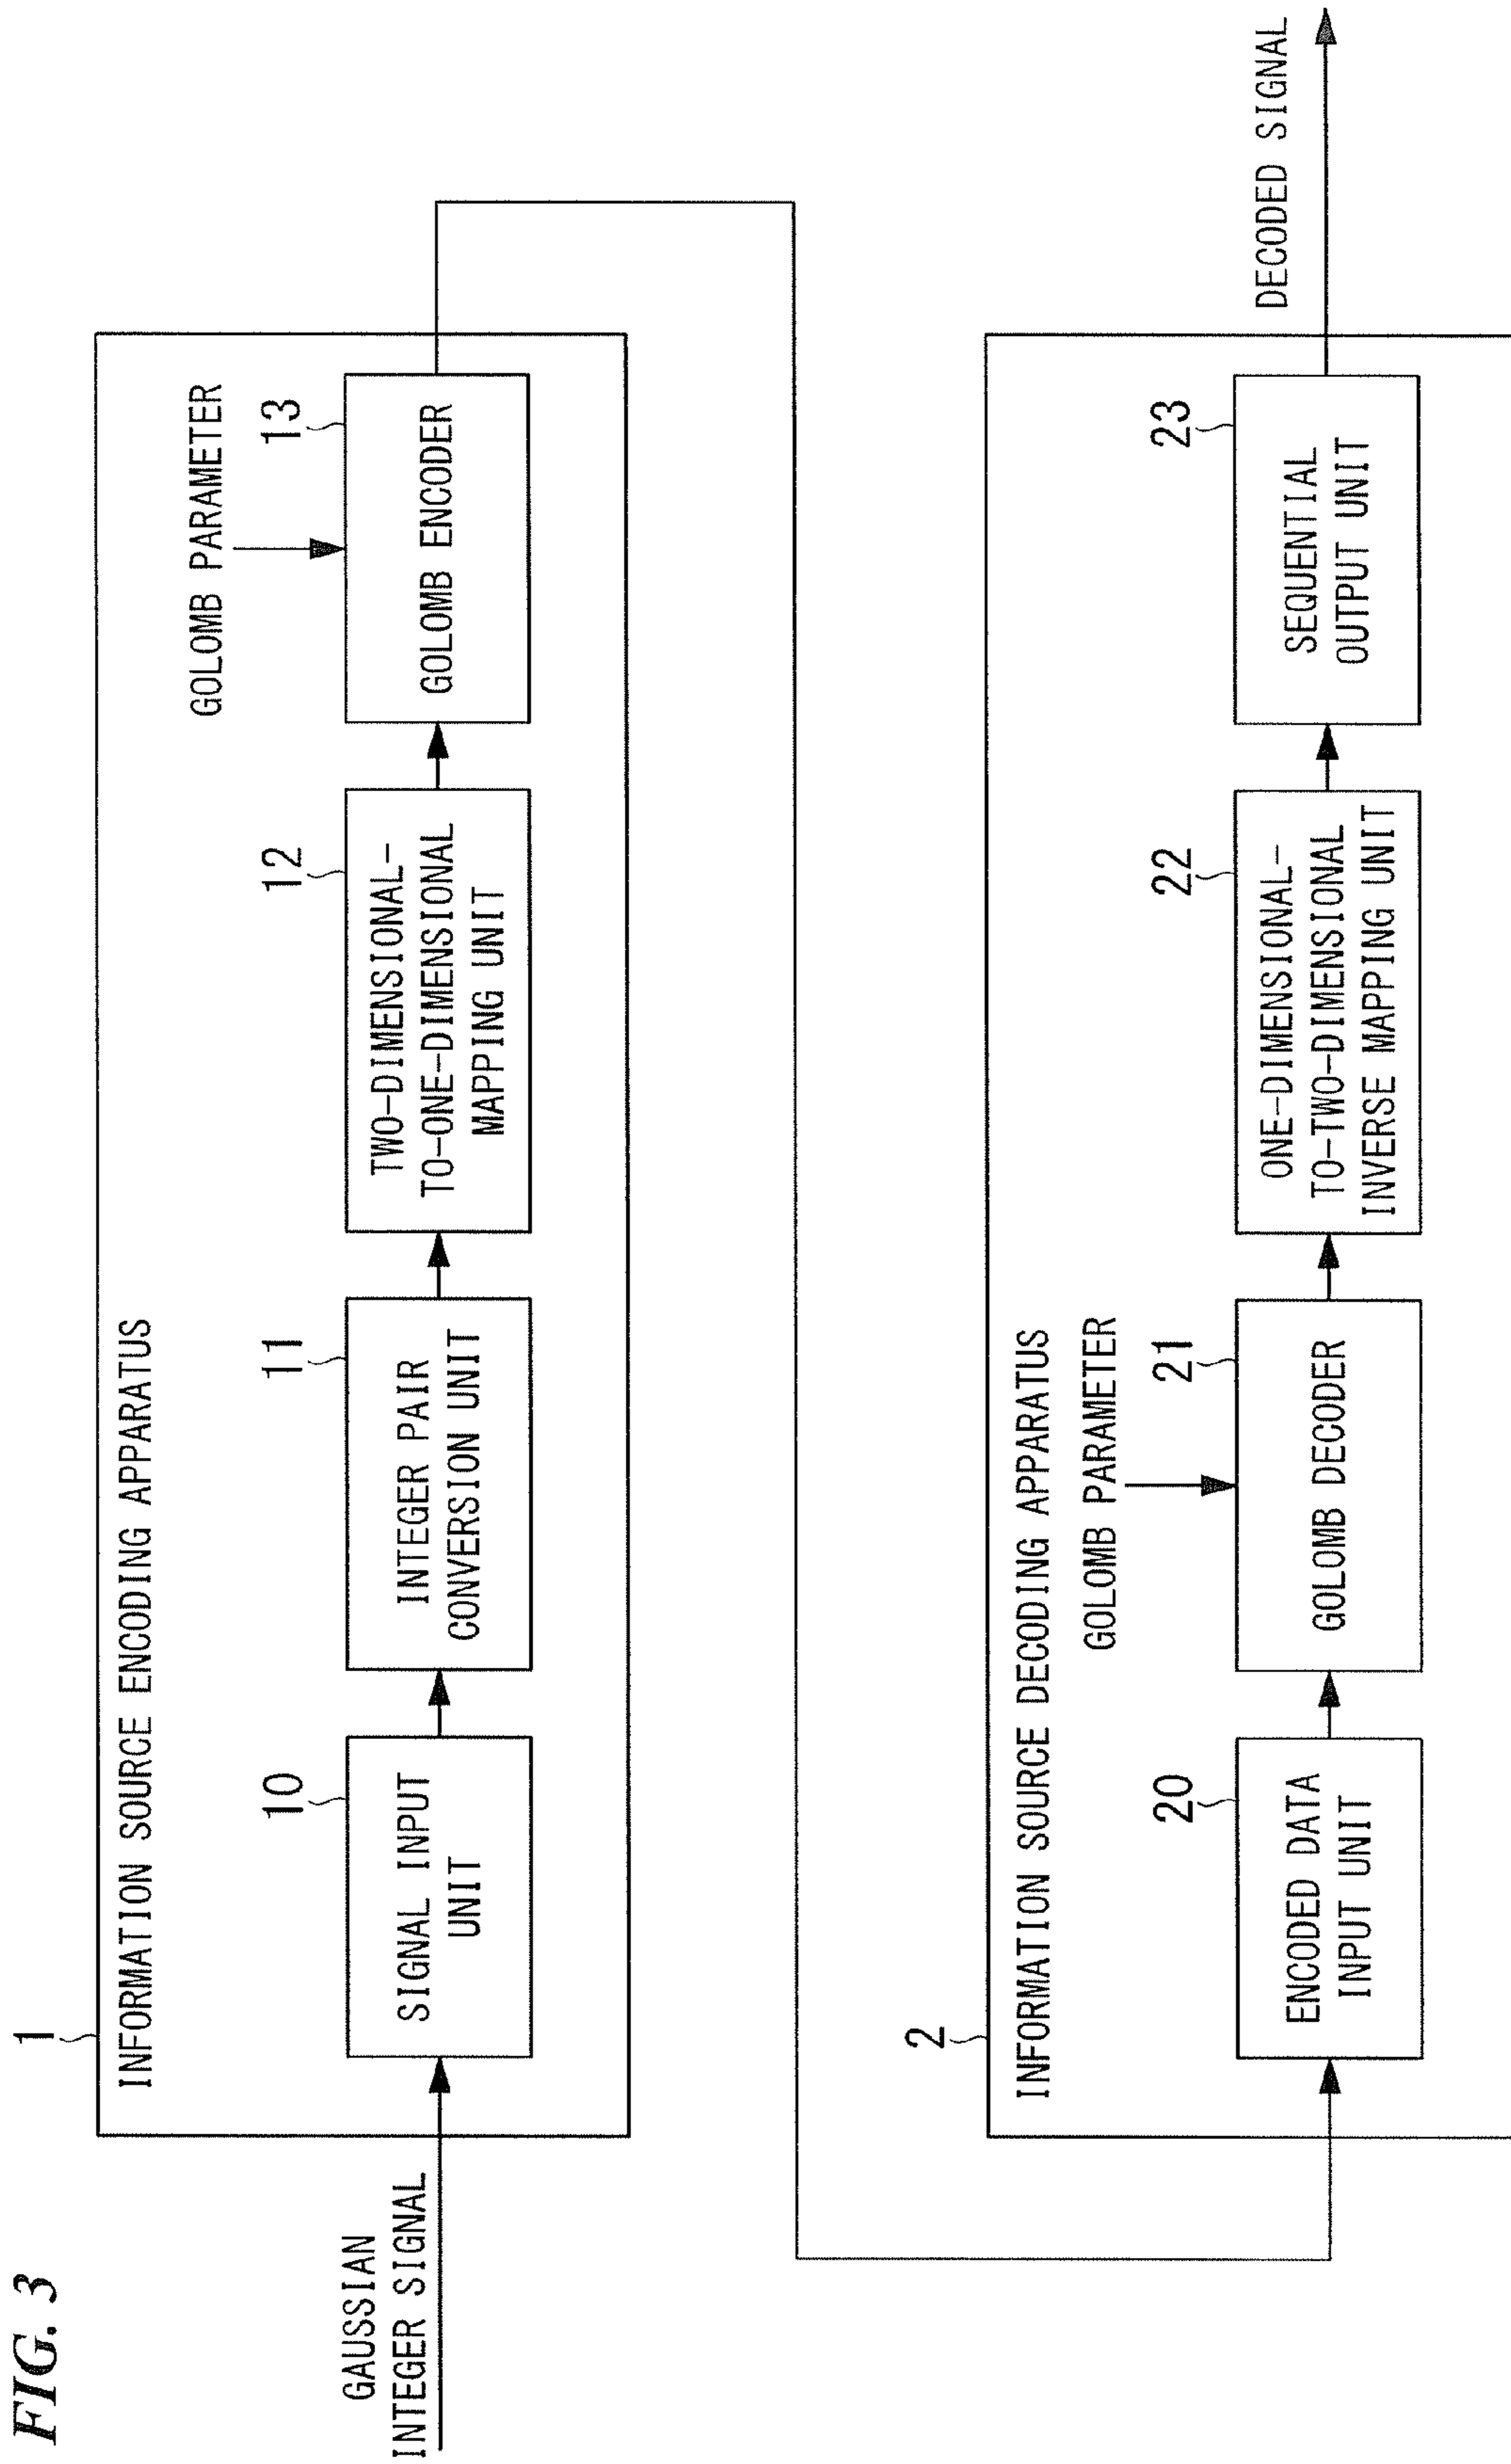 FIG. 3
1
INFORMATION SOURCE ENCODING APPARATUS
GAUSSIAN
INTEGER SIGNAL
10
SIGNAL INPUT
UNIT
11
INTEGER PAIR
CONVERSION UNIT
12
TWO-DIMENSIONAL-
TO-ONE-DIMENSIONAL
MAPPING UNIT
GOLOMB PARAMETER
13
GOLOMB ENCODER
2
INFORMATION SOURCE DECODING APPARATUS
20
ENCODED DATA
INPUT UNIT
GOLOMB PARAMETER
21
GOLOMB DECODER
22
ONE-DIMENSIONAL-
TO-TWO-DIMENSIONAL
INVERSE MAPPING UNIT
23
SEQUENTIAL
OUTPUT UNIT
DECODED SIGNAL